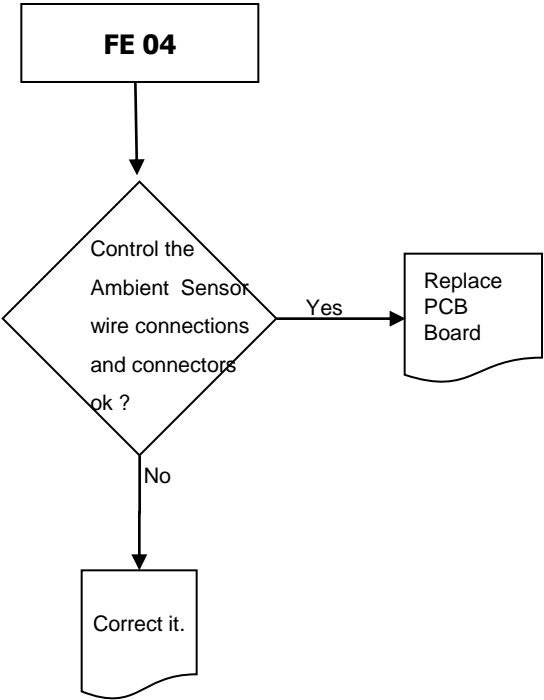 FE 04
Control the
Ambient Sensor
wire connections
and connectors
ok ?
Yes
Replace
PCB
Board
No
Correct it.